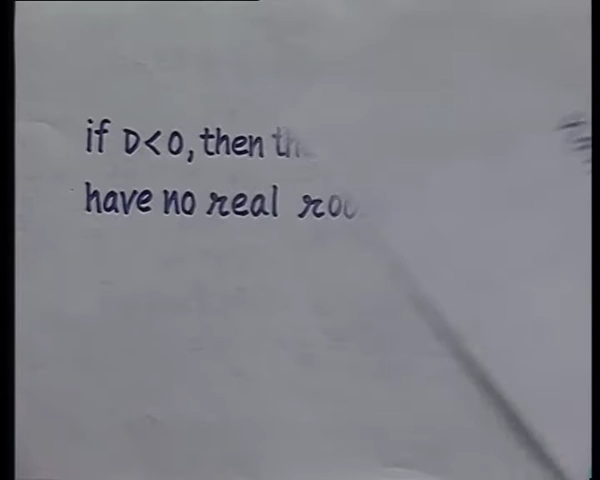 if D<0, then
have no real